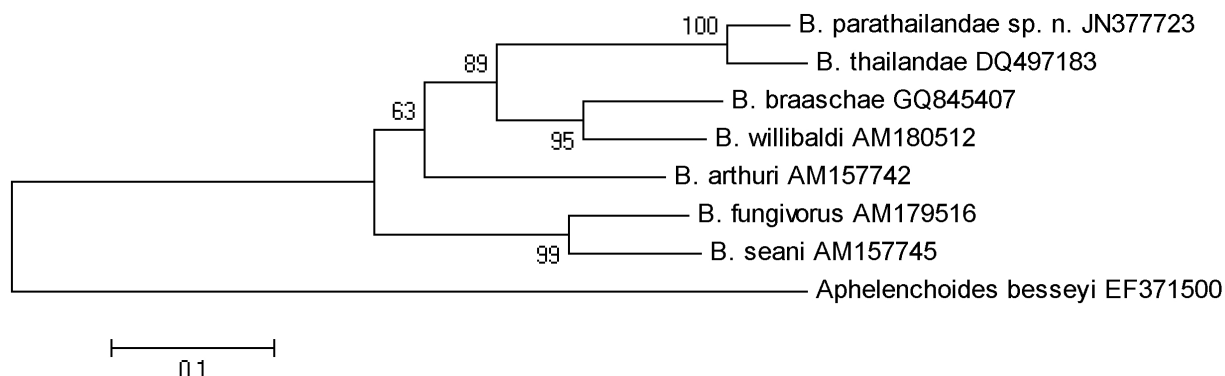 100
B. parathailandae sp. n. JN377723
B. thailandae DQ497183
89
B. braaschae GQ845407
63
95
B. willibaldi AM180512
B. arthuri AM157742
B. fungivorus AM179516
99
B. seani AM157745
Aphelenchoides besseyi EF371500
0.1